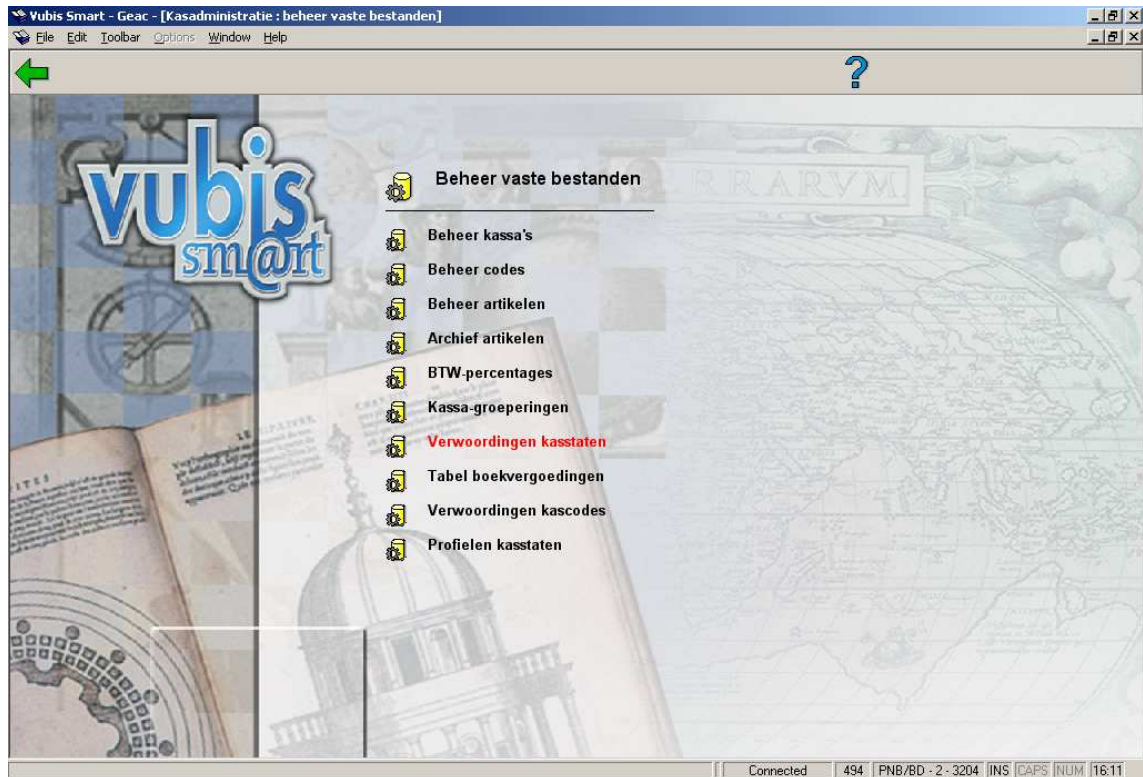 Vubis Smart - Geac - [Kasadministratie : beheer vaste bestanden]
File Edit Toolbar Options Window Help
?
vubis
sm@rt
Beheer vaste bestanden
Beheer kassa's
Beheer codes
Beheer artikelen
Archief artikelen
BTW-percentages
Kassa-groeperingen
Verwoordingen kasstaten
Tabel boekvergoedingen
Verwoordingen kascodes
Profielen kasstaten
Connected 494 PNB/BD - 2 - 3204 INS CAPS NUM 16:11